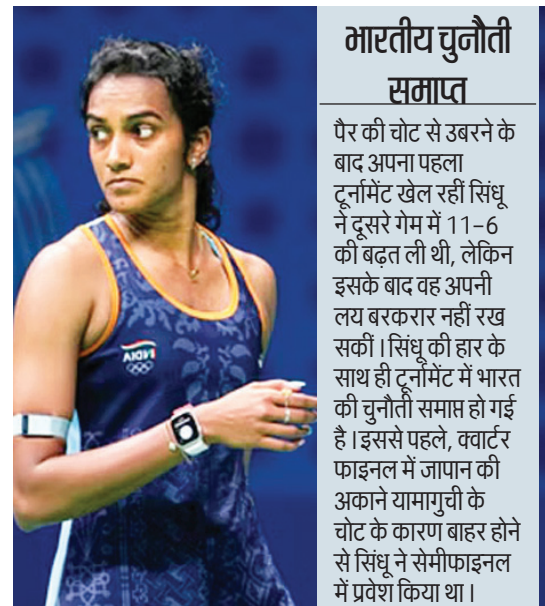 भारतीय चुनौती
समाप्त
पैर की चोट से उबरने के
बाद अपना पहला
टूर्नामेंट खेल रहीं सिंधू
ने दूसरे गेम में 11-6
की बढ़त ली थी, लेकिन
इसके बाद वह अपनी
लय बरकरार नहीं रख
सकीं। सिंधू की हार के
साथ ही टूर्नामेंट में भारत
की चुनौती समाप्त हो गई
है। इससे पहले, क्वार्टर
फाइनल में जापान की
अकाने यामागुची के
चोट के कारण बाहर होने
से सिंधू ने सेमीफाइनल
में प्रवेश किया था।
INDIA